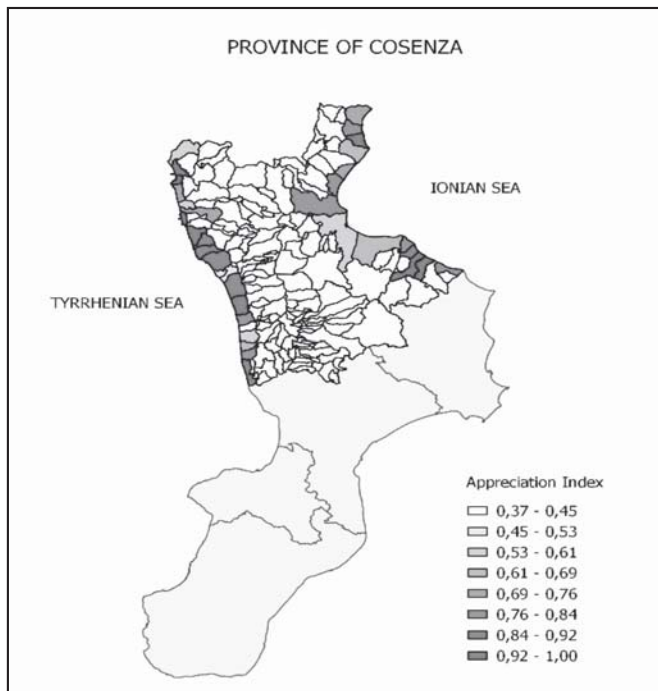 PROVINCE OF COSENZA
IONIAN SEA
TYRRHENIAN SEA
Appreciation Index
0,37 - 0,45
0,45 - 0,53
0,53 - 0,61
0,61 - 0,69
0,69 - 0,76
0,76 - 0,84
0,84 - 0,92
0,92 - 1,00